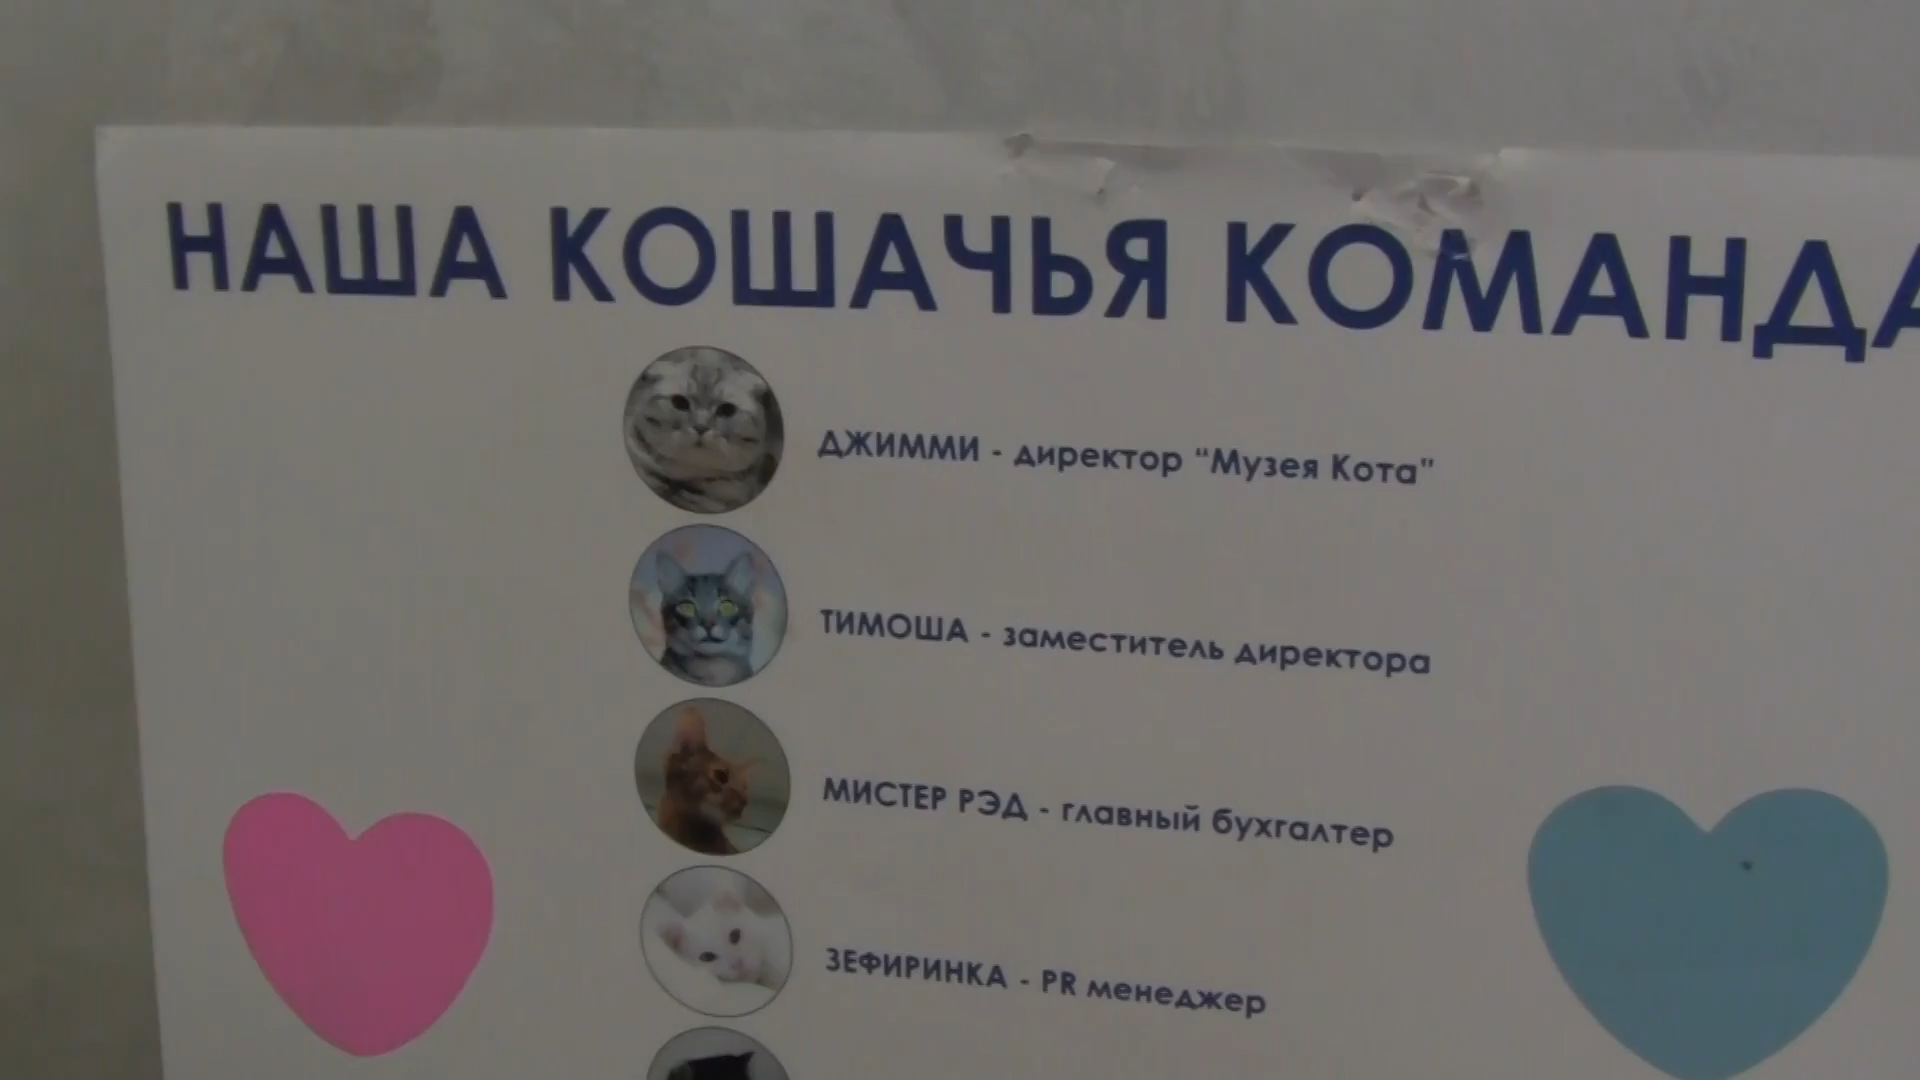 НАША КОШАЧЬЯ КОМАНДА
ДЖИММИ - директор “Музея Кота”
ТИМОША - заместитель директора
МИСТЕР РЭД - главный бухгалтер
ЗЕФИРИНКА - PR менеджер